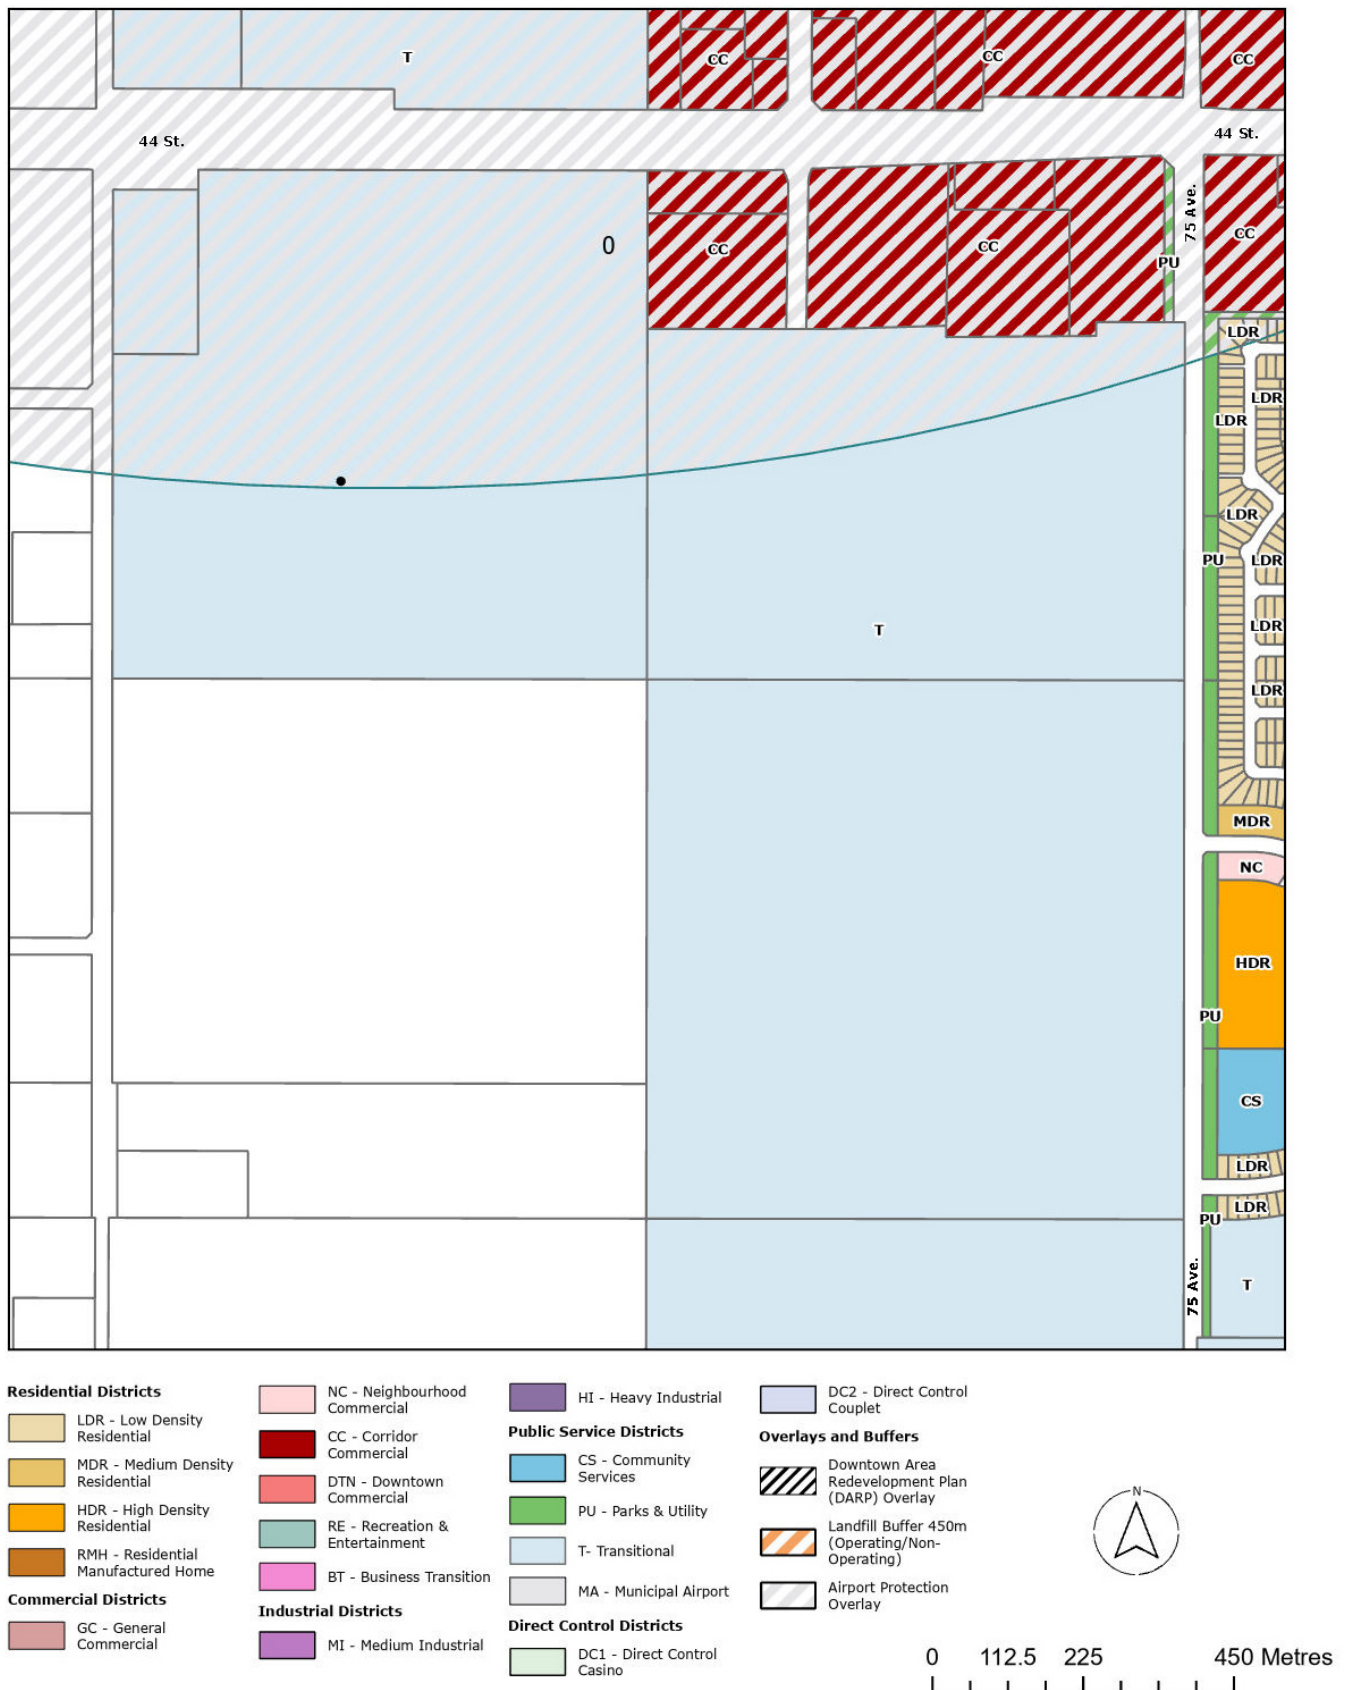 T
CC
CC
CC
44 St.
44 St.
75 Ave.
0
CC
CC
CC
PU
LDR
LDR
LDR
LDR
PU
LDR
LDR
T
LDR
MDR
NC
HDR
PU
CS
LDR
LDR
PU
75 Ave.
T
Residential Districts
LDR - Low Density
Residential
MDR - Medium Density
Residential
HDR - High Density
Residential
RMH - Residential
Manufactured Home
Commercial Districts
GC - General
Commercial
NC - Neighbourhood
Commercial
CC - Corridor
Commercial
DTN - Downtown
Commercial
RE - Recreation &
Entertainment
BT - Business Transition
Industrial Districts
MI - Medium Industrial
HI - Heavy Industrial
Public Service Districts
CS - Community
Services
PU - Parks & Utility
T- Transitional
MA - Municipal Airport
Direct Control Districts
DC1 - Direct Control
Casino
DC2 - Direct Control
Couplet
Overlays and Buffers
Downtown Area
Redevelopment Plan
(DARP) Overlay
Landfill Buffer 450m
(Operating/Non-
Operating)
Airport Protection
Overlay
N
0 112.5 225 450 Metres